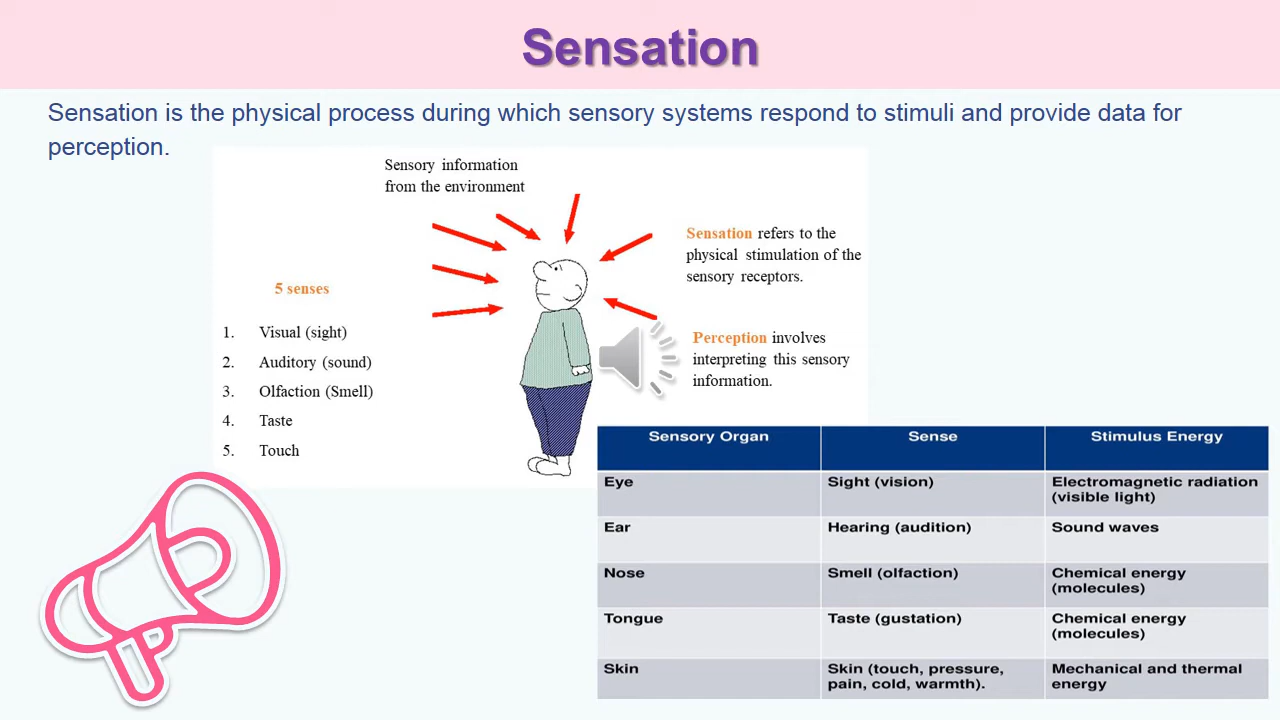 Sensation
Sensation is the physical process during which sensory systems respond to stimuli and provide data for
perception.
Sensory information
from the environment
5 senses
1. Visual (sight)
2. Auditory (sound)
3. Olfaction (Smell)
4. Taste
5. Touch
Sensation refers to the
physical stimulation of the
sensory receptors.
Perception involves
interpreting this sensory
information.
Sensory Organ Sense Stimulus Energy
Eye Sight (vision) Electromagnetic radiation
(visible light)
Ear Hearing (audition) Sound waves
Nose Smell (olfaction) Chemical energy
(molecules)
Tongue Taste (gustation) Chemical energy
(molecules)
Skin Skin (touch, pressure, Mechanical and thermal
pain, cold, warmth). energy